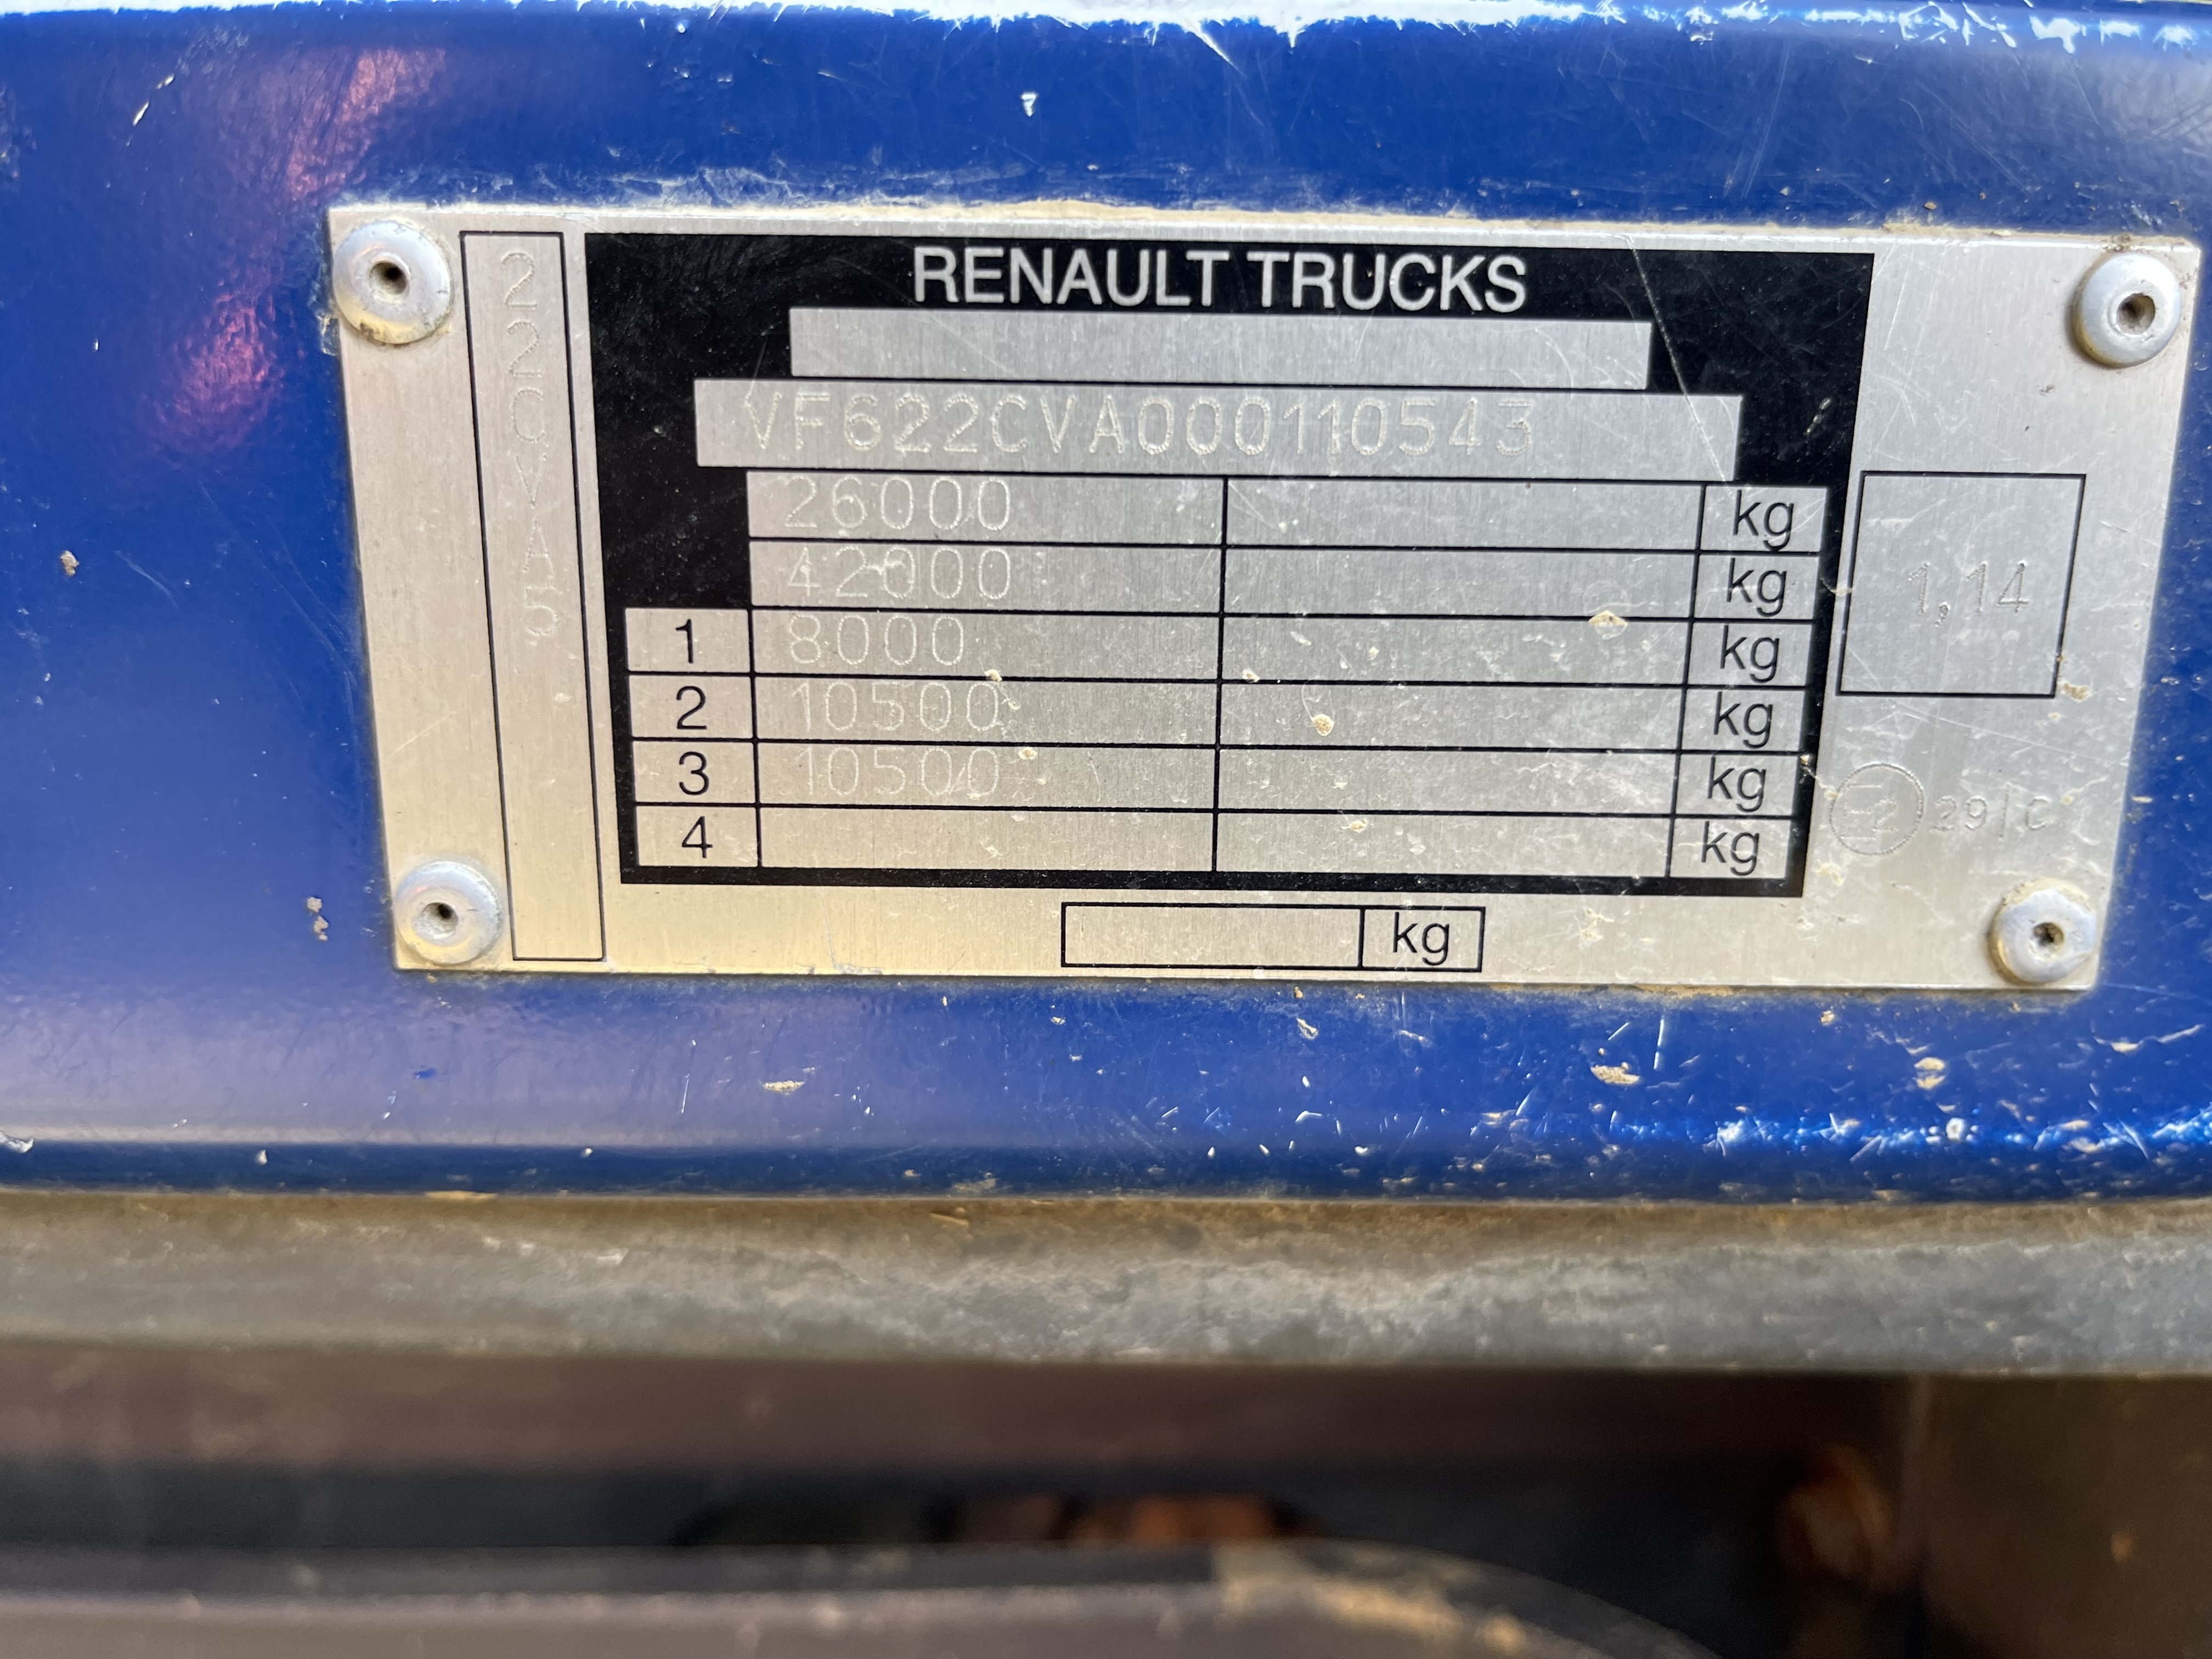 RENAULT TRUCKS
22CVA5
VF622CVA000110543
26000 kg
42000 kg
1 8000 kg
2 10500 kg
3 10500 kg
4 kg
kg
1,14
29/C